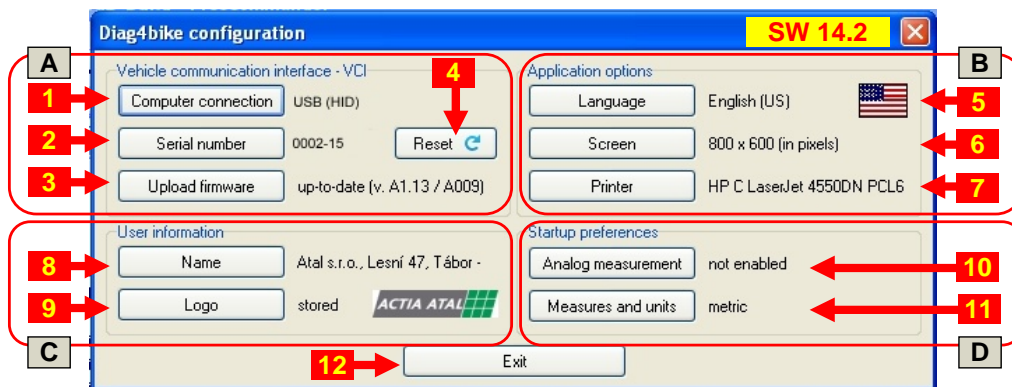 Diag4bike configuration
SW 14.2
A
Vehicle communication interface - VCI
4
Application options
B
1
Computer connection
USB (HID)
Language
English (US)
5
2
Serial number
0002-15
Reset
Screen
800 x 600 (in pixels)
6
3
Upload firmware
up-to-date (v. A1.13 / A009)
Printer
HP C LaserJet 4550DN PCL6
7
User information
Startup preferences
8
Name
Atal s.r.o., Lesní 47, Tábor -
Analog measurement
not enabled
10
9
Logo
stored
ACTIA ATAL
Measures and units
metric
11
C
D
12
Exit